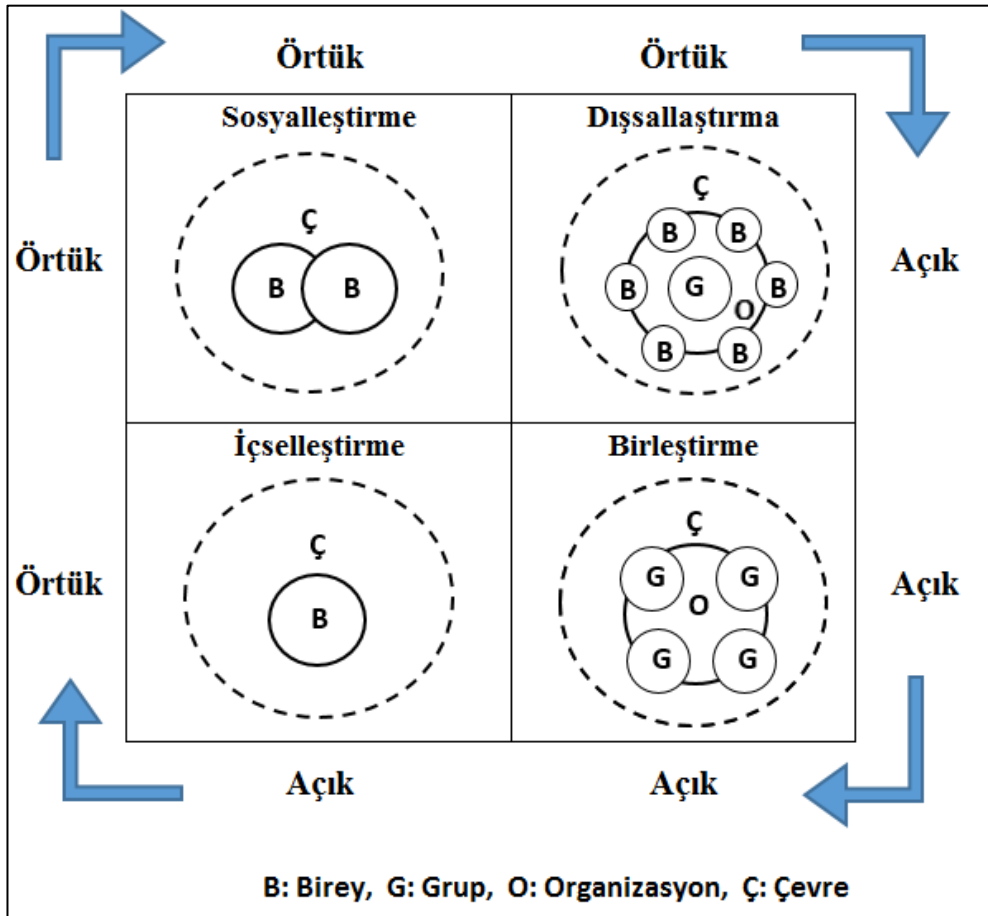 Örtük Örtük
Sosyalleştirme Dışsallaştırma
Ç Ç
B B
Örtük Açık
B B B G B
O
B B
İçselleştirme Birleştirme
Ç Ç
Örtük Açık
G G
B O
G G
Açık Açık
B: Birey, G: Grup, O: Organizasyon, Ç: Çevre